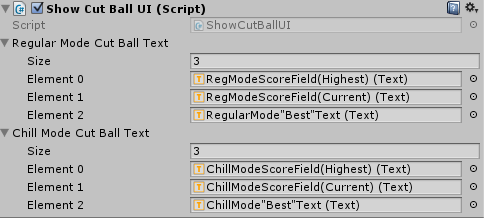 Show Cut Ball UI (Script)
Script ShowCutBallUI
Regular Mode Cut Ball Text
Size 3
Element 0 RegModeScoreField(Highest) (Text)
Element 1 RegModeScoreField(Current) (Text)
Element 2 RegularMode"Best"Text (Text)
Chill Mode Cut Ball Text
Size 3
Element 0 ChillModeScoreField(Highest) (Text)
Element 1 ChillModeScoreField(Current) (Text)
Element 2 ChillMode"Best"Text (Text)